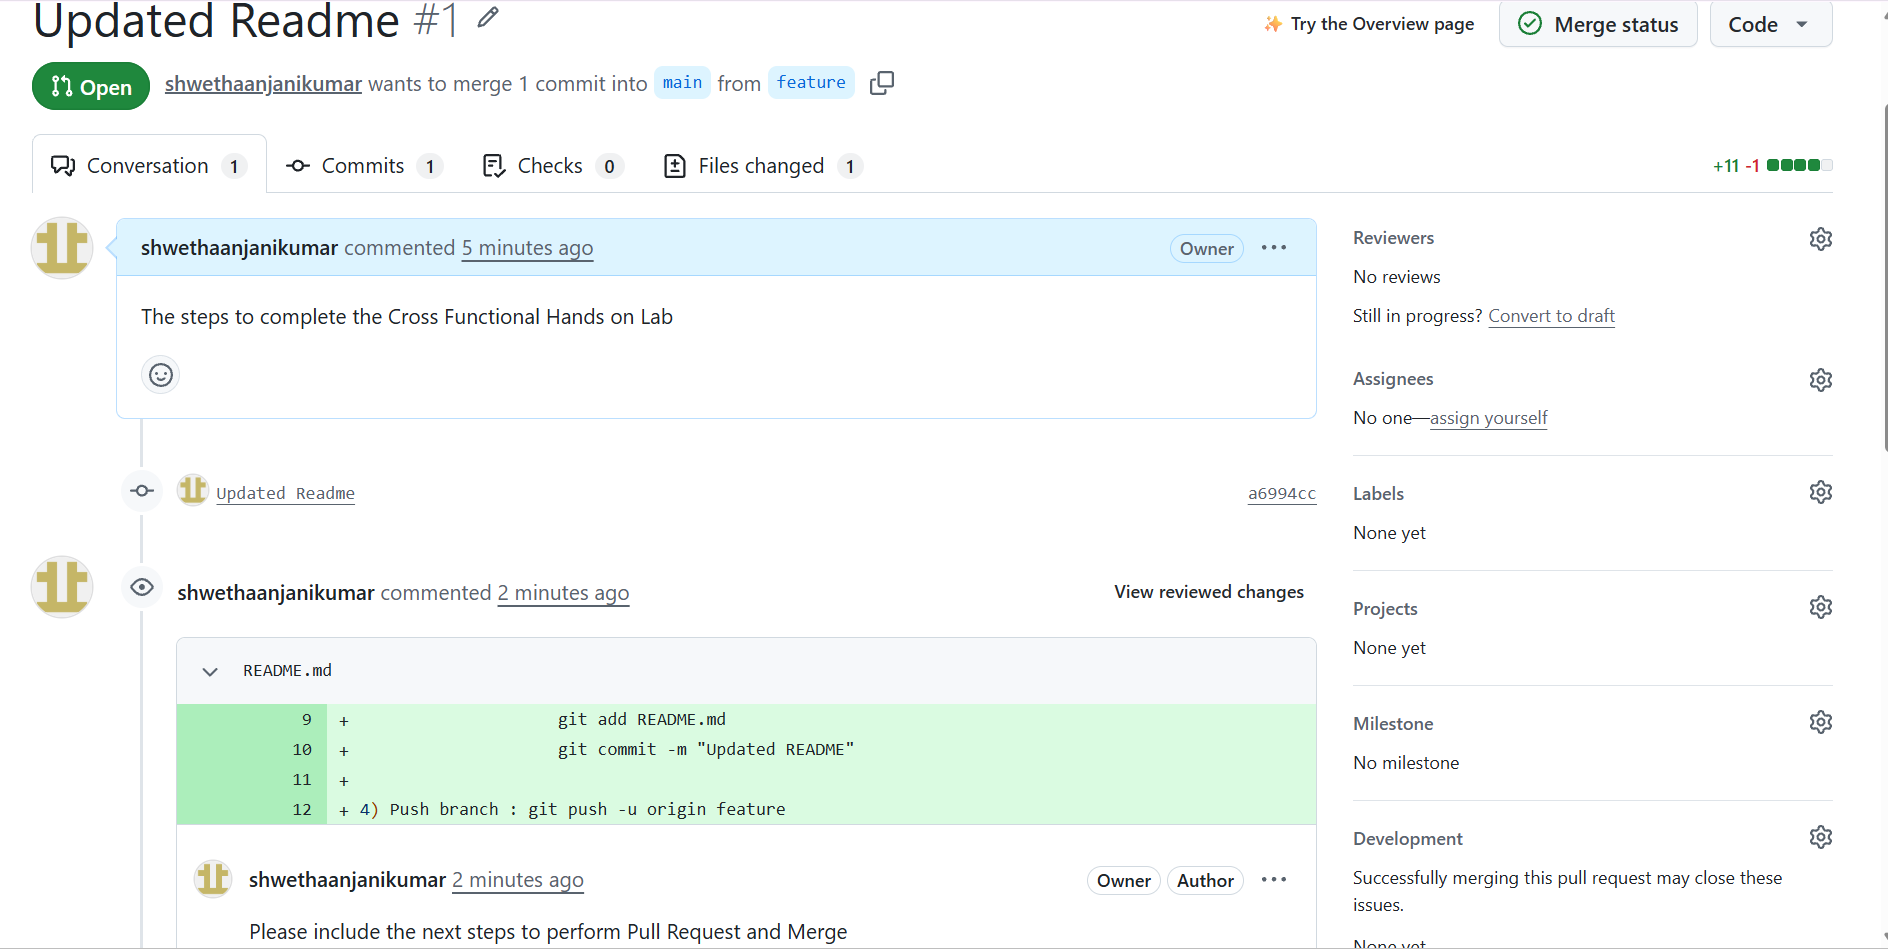 Updated Readme #1
Try the Overview page
Merge status
Code
Open
shwethaanjanikumar wants to merge 1 commit into main from feature
Conversation 1
Commits 1
Checks 0
Files changed 1
+11 -1
shwethaanjanikumar commented 5 minutes ago
Owner
The steps to complete the Cross Functional Hands on Lab
Updated Readme
a6994cc
shwethaanjanikumar commented 2 minutes ago
View reviewed changes
README.md
9 + git add README.md
10 + git commit -m "Updated README"
11 +
12 + 4) Push branch : git push -u origin feature
shwethaanjanikumar 2 minutes ago
Owner
Author
Please include the next steps to perform Pull Request and Merge
Reviewers
No reviews
Still in progress? Convert to draft
Assignees
No one—assign yourself
Labels
None yet
Projects
None yet
Milestone
No milestone
Development
Successfully merging this pull request may close these
issues.
None yet